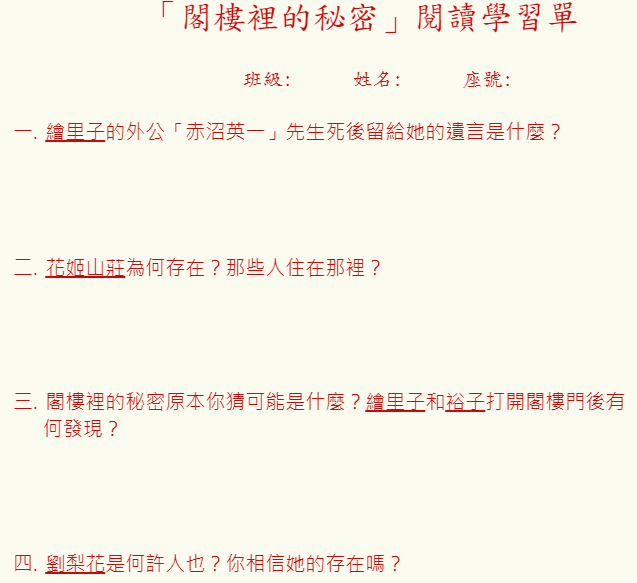 「閣樓裡的秘密」閱讀學習單
班級： 姓名： 座號：
一. 繪里子的外公「赤沼英一」先生死後留給她的遺言是什麼？
二. 花姬山莊為何存在？那些人住在那裡？
三. 閣樓裡的秘密原本你猜可能是什麼？繪里子和裕子打開閣樓門後有
何發現？
四. 劉梨花是何許人也？你相信她的存在嗎？